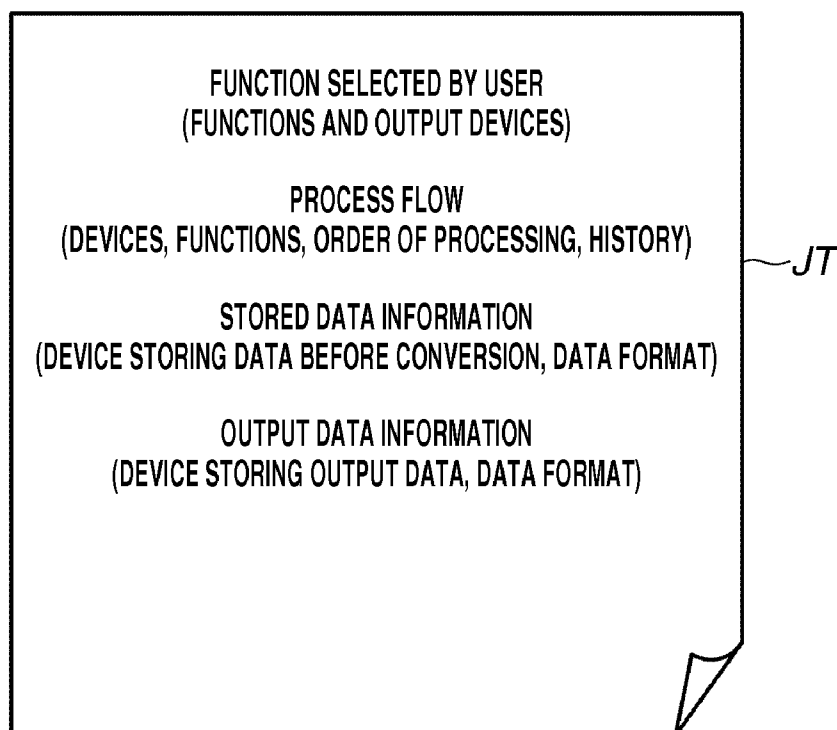 FUNCTION SELECTED BY USER
(FUNCTIONS AND OUTPUT DEVICES)
PROCESS FLOW
(DEVICES, FUNCTIONS, ORDER OF PROCESSING, HISTORY)
JT
STORED DATA INFORMATION
(DEVICE STORING DATA BEFORE CONVERSION, DATA FORMAT)
OUTPUT DATA INFORMATION
(DEVICE STORING OUTPUT DATA, DATA FORMAT)